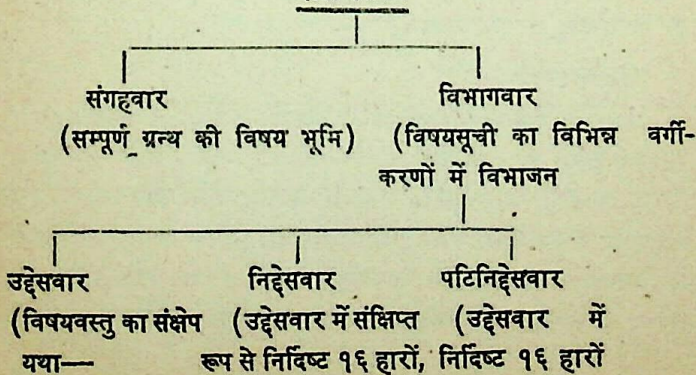 संगहवार विभागवार
(सम्पूर्ण ग्रन्थ की विषय भूमि) (विषयसूची का विभिन्न वर्गी-
करणों में विभाजन
उद्देसवार निद्देसवार पटिनिद्देसवार
(विषयवस्तु का संक्षेप (उद्देसवार में संक्षिप्त (उद्देसवार में
यथा— रूप से निर्दिष्ट १६ हारों, निर्दिष्ट १६ हारों